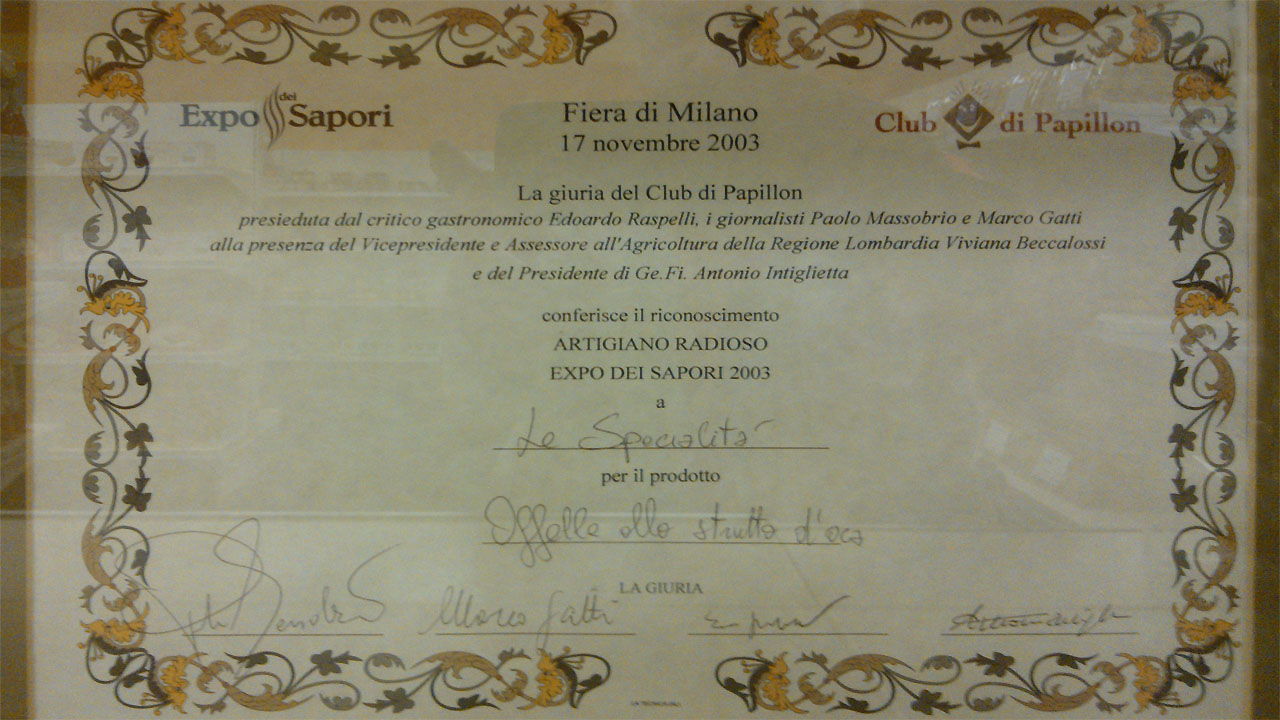 Expo dei Sapori
Fiera di Milano
17 novembre 2003
Club di Papillon
La giuria del Club di Papillon
presieduta dal critico gastronomico Edoardo Raspelli, i giornalisti Paolo Massobrio e Marco Gatti
alla presenza del Vicepresidente e Assessore all'Agricoltura della Regione Lombardia Viviana Beccalossi
e del Presidente di Ge.Fi. Antonio Intiglietta
conferisce il riconoscimento
ARTIGIANO RADIOSO
EXPO DEI SAPORI 2003
a
Le Specialità
per il prodotto
Offelle allo strutto d'oca
LA GIURIA
Marco Gatti